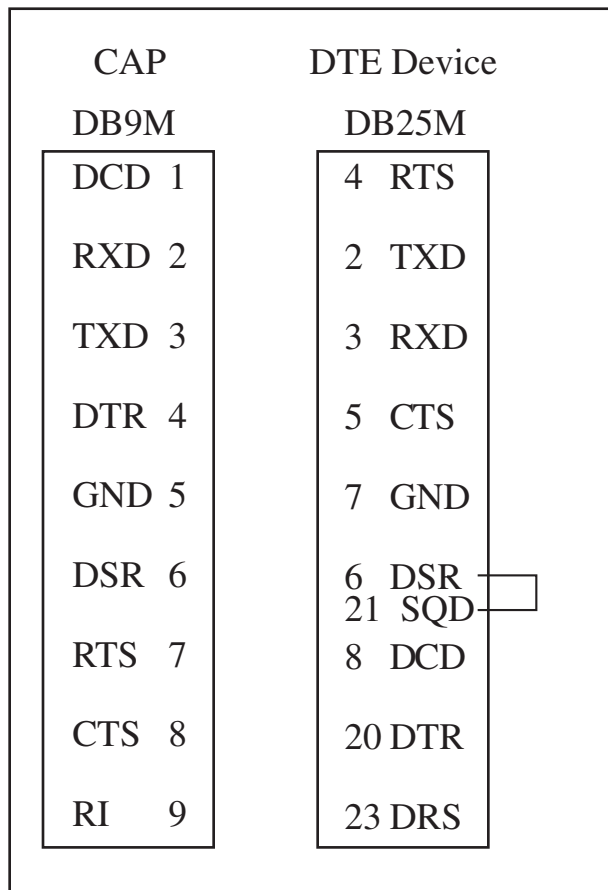 CAP DTE Device
DB9M DB25M
DCD 1 4 RTS
RXD 2 2 TXD
TXD 3 3 RXD
DTR 4 5 CTS
GND 5 7 GND
DSR 6 6 DSR
21 SQD
RTS 7 8 DCD
CTS 8 20 DTR
RI 9 23 DRS